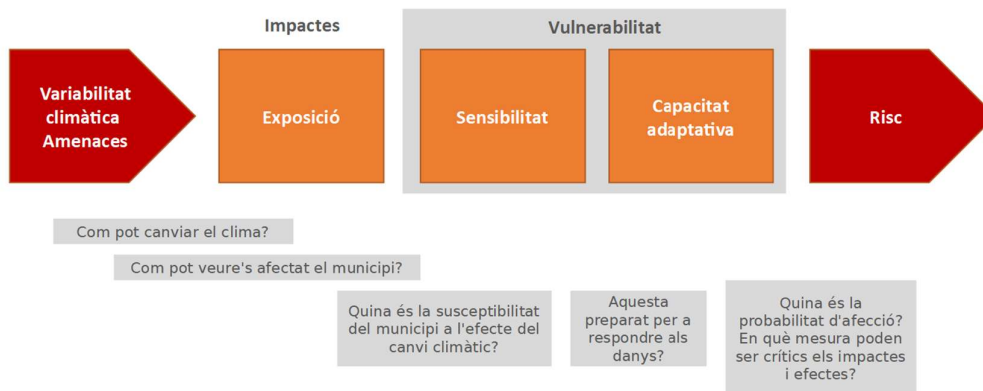 Impactes
Vulnerabilitat
Variabilitat
climàtica
Amenaces
Exposició
Sensibilitat
Capacitat
adaptativa
Risc
Com pot canviar el clima?
Com pot veure's afectat el municipi?
Quina és la susceptibilitat
del municipi a l'efecte del
canvi climàtic?
Aquesta
preparat per a
respondre als
danys?
Quina és la
probabilitat d'afecció?
En què mesura poden
ser crítics els impactes
i efectes?